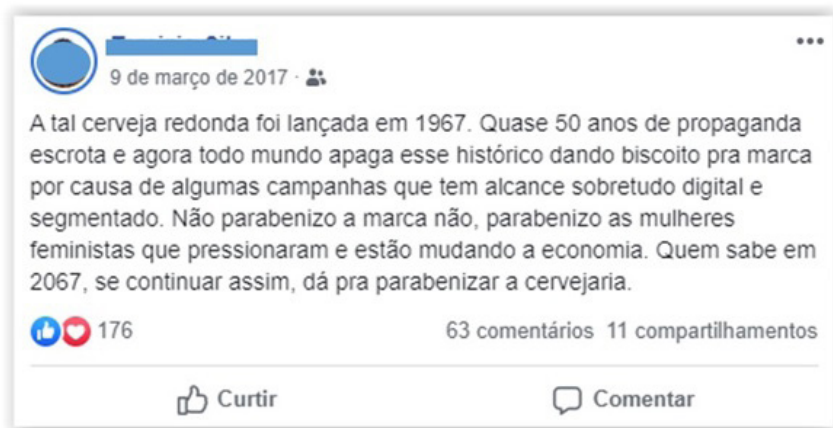 9 de março de 2017 ·
A tal cerveja redonda foi lançada em 1967. Quase 50 anos de propaganda
escrota e agora todo mundo apaga esse histórico dando biscoito pra marca
por causa de algumas campanhas que tem alcance sobretudo digital e
segmentado. Não parabenizo a marca não, parabenizo as mulheres
feministas que pressionaram e estão mudando a economia. Quem sabe em
2067, se continuar assim, dá pra parabenizar a cervejaria.
176 63 comentários 11 compartilhamentos
Curtir Comentar